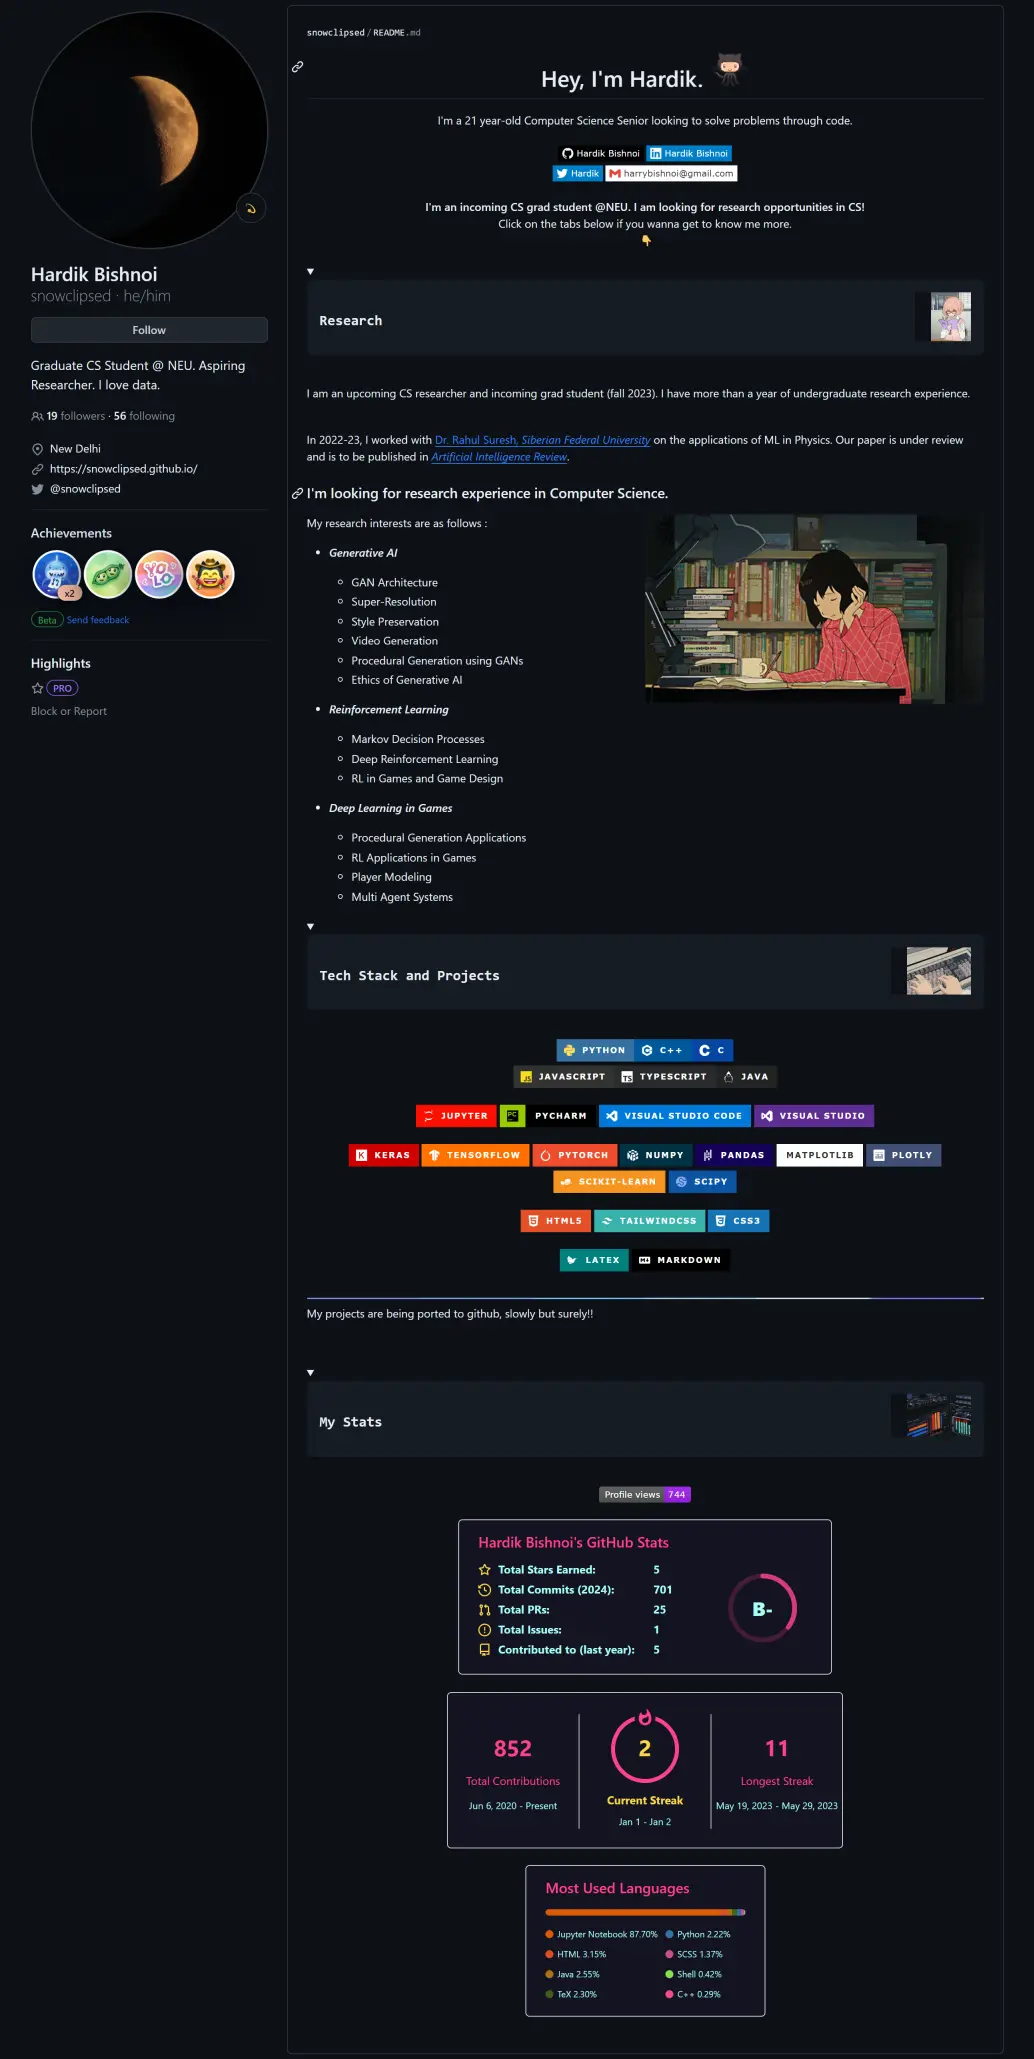 Hardik Bishnoi
snowclipsed · he/him
Follow
Graduate CS Student @ NEU. Aspiring
Researcher. I love data.
19 followers · 56 following
New Delhi
https://snowclipsed.github.io/
@snowclipsed
Achievements
x2
YOLO
Beta Send feedback
Highlights
PRO
Block or Report
snowclipsed / README.md
Hey, I'm Hardik.
I'm a 21 year-old Computer Science Senior looking to solve problems through code.
Hardik Bishnoi Hardik Bishnoi
Hardik harrybishnoi@gmail.com
I'm an incoming CS grad student @NEU. I am looking for research opportunities in CS!
Click on the tabs below if you wanna get to know me more.
Research
I am an upcoming CS researcher and incoming grad student (fall 2023). I have more than a year of undergraduate research experience.
In 2022-23, I worked with Dr. Rahul Suresh, Siberian Federal University on the applications of ML in Physics. Our paper is under review
and is to be published in Artificial Intelligence Review.
I'm looking for research experience in Computer Science.
My research interests are as follows :
Generative AI
GAN Architecture
Super-Resolution
Style Preservation
Video Generation
Procedural Generation using GANs
Ethics of Generative AI
Reinforcement Learning
Markov Decision Processes
Deep Reinforcement Learning
RL in Games and Game Design
Deep Learning in Games
Procedural Generation Applications
RL Applications in Games
Player Modeling
Multi Agent Systems
Tech Stack and Projects
PYTHON C++ C
JS JAVASCRIPT TS TYPESCRIPT JAVA
JUPYTER PC PYCHARM VISUAL STUDIO CODE VISUAL STUDIO
K KERAS TENSORFLOW PYTORCH NUMPY PANDAS MATPLOTLIB PLOTLY
SCIKIT-LEARN SCIPY
HTML5 TAILWINDCSS CSS3
LATEX MARKDOWN
My projects are being ported to github, slowly but surely!!
My Stats
Profile views 744
Hardik Bishnoi's GitHub Stats
Total Stars Earned: 5
Total Commits (2024): 701
Total PRs: 25
Total Issues: 1
Contributed to (last year): 5
B-
852
Total Contributions
Jun 6, 2020 - Present
2
Current Streak
Jan 1 - Jan 2
11
Longest Streak
May 19, 2023 - May 29, 2023
Most Used Languages
Jupyter Notebook 87.70%
HTML 3.15%
Java 2.55%
TeX 2.30%
Python 2.22%
SCSS 1.37%
Shell 0.42%
C++ 0.29%